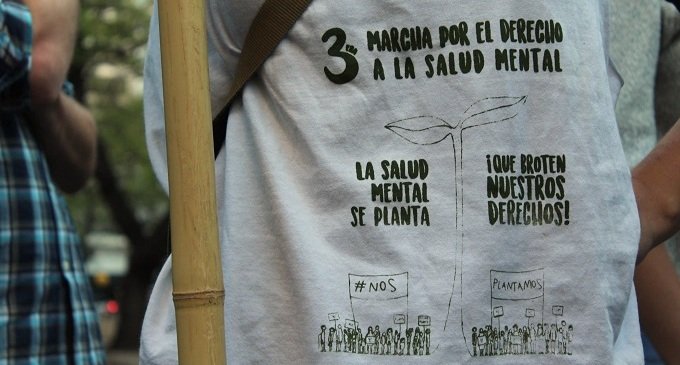 3ra MARCHA POR EL DERECHO
A LA SALUD MENTAL
LA SALUD
MENTAL
SE PLANTA
¡QUE BROTEN
NUESTROS
DERECHOS!
#NOS
PLANTAMOS